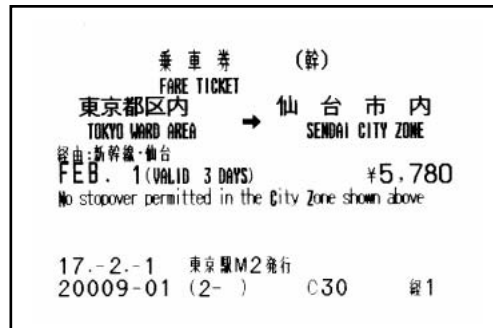 乗車券 (幹)
FARE TICKET
東京都区内 → 仙台市内
TOKYO WARD AREA SENDAI CITY ZONE
経由:新幹線・仙台
FEB. 1(VALID 3 DAYS) ¥5,780
No stopover permitted in the City Zone shown above
17.-2.-1 東京駅M2発行
20009-01 (2- ) C30 縦1